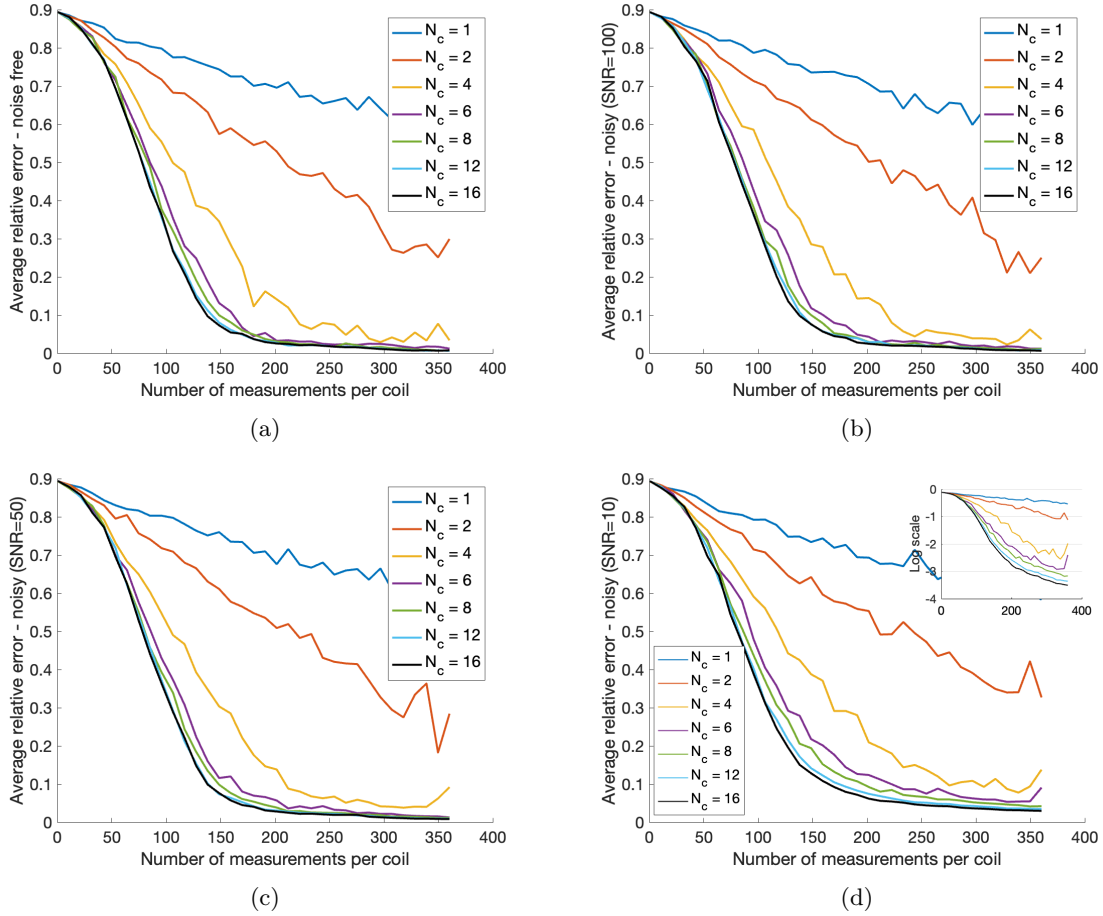 0.9
0.8
0.7
0.6
0.5
0.4
0.3
0.2
0.1
0
Average relative error - noise free
N_c = 1
N_c = 2
N_c = 4
N_c = 6
N_c = 8
N_c = 12
N_c = 16
0 50 100 150 200 250 300 350 400
Number of measurements per coil
(a)
0.9
0.8
0.7
0.6
0.5
0.4
0.3
0.2
0.1
0
Average relative error - noisy (SNR=100)
N_c = 1
N_c = 2
N_c = 4
N_c = 6
N_c = 8
N_c = 12
N_c = 16
0 50 100 150 200 250 300 350 400
Number of measurements per coil
(b)
0.9
0.8
0.7
0.6
0.5
0.4
0.3
0.2
0.1
0
Average relative error - noisy (SNR=50)
N_c = 1
N_c = 2
N_c = 4
N_c = 6
N_c = 8
N_c = 12
N_c = 16
0 50 100 150 200 250 300 350 400
Number of measurements per coil
(c)
0.9
0.8
0.7
0.6
0.5
0.4
0.3
0.2
0.1
0
Average relative error - noisy (SNR=10)
0
-1
-2
-3
-4
Log scale
0 200 400
N_c = 1
N_c = 2
N_c = 4
N_c = 6
N_c = 8
N_c = 12
N_c = 16
0 50 100 150 200 250 300 350 400
Number of measurements per coil
(d)